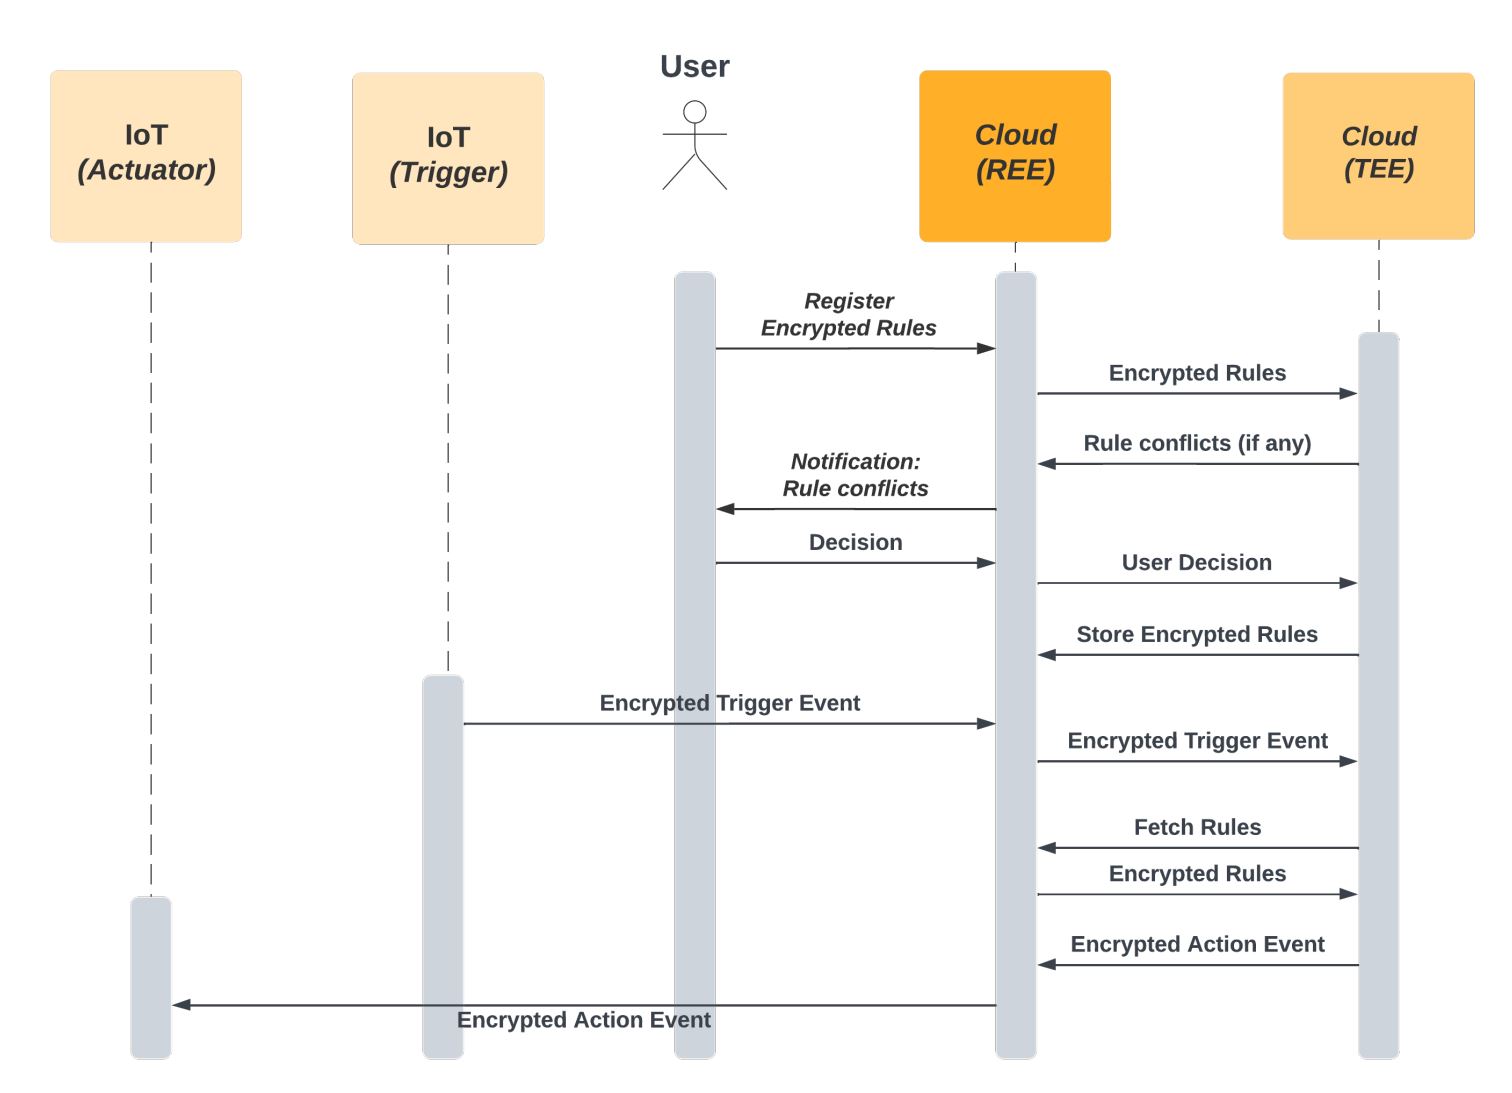 User
IoT
(Actuator)
IoT
(Trigger)
Cloud
(REE)
Cloud
(TEE)
Register
Encrypted Rules
Encrypted Rules
Rule conflicts (if any)
Notification:
Rule conflicts
Decision
User Decision
Store Encrypted Rules
Encrypted Trigger Event
Encrypted Trigger Event
Fetch Rules
Encrypted Rules
Encrypted Action Event
Encrypted Action Event